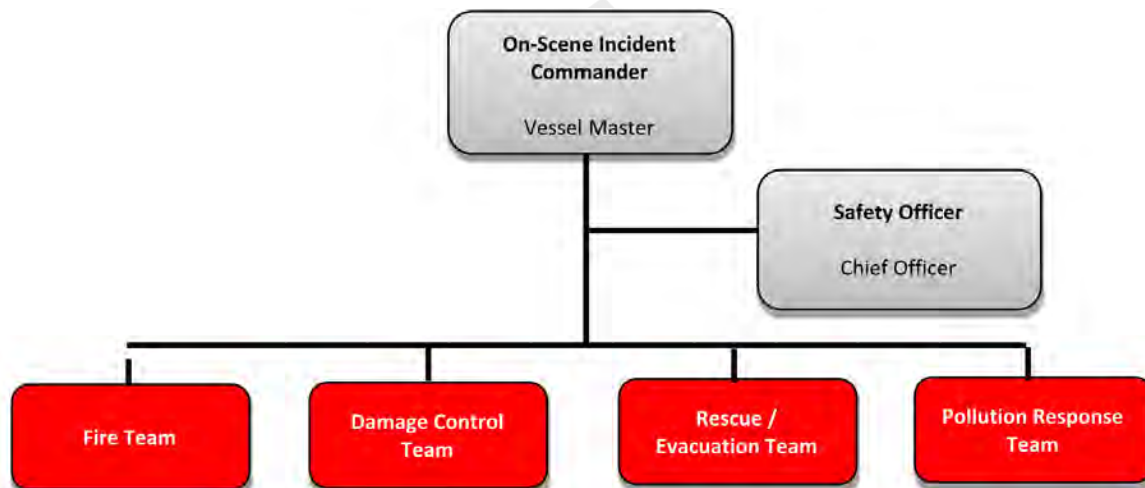 On-Scene Incident
Commander
Vessel Master
Safety Officer
Chief Officer
Fire Team
Damage Control
Team
Rescue /
Evacuation Team
Pollution Response
Team